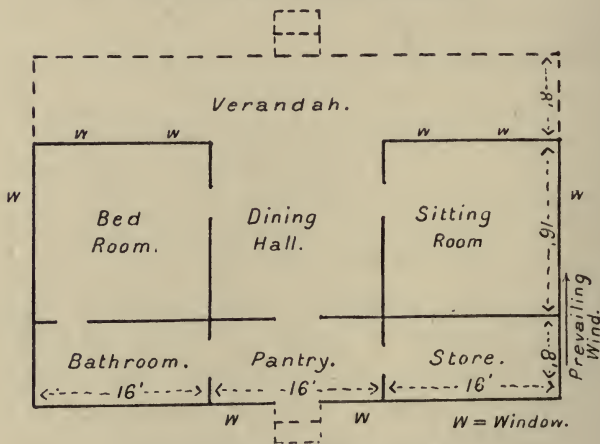 Verandah.
8'
W W W W
W W
Bed Room.
Dining Hall.
Sitting Room
16'
Bathroom. Pantry. Store.
8'
Prevailing Wind.
16' 16' 16'
W W
W = Window.